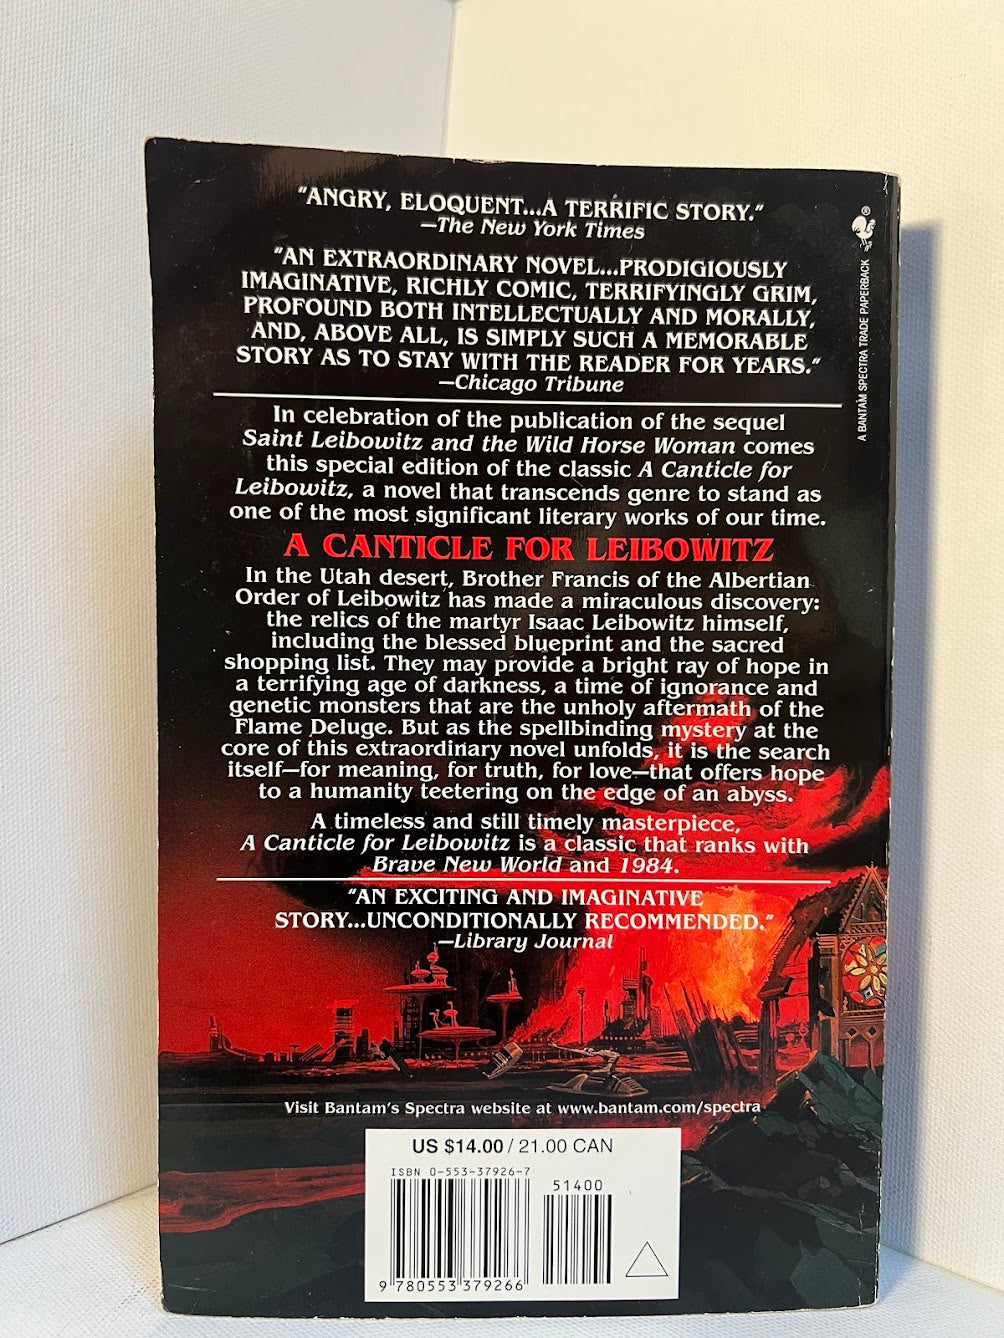 "ANGRY, ELOQUENT...A TERRIFIC STORY."
—The New York Times
"AN EXTRAORDINARY NOVEL...PRODIGIOUSLY
IMAGINATIVE, RICHLY COMIC, TERRIFYINGLY GRIM,
PROFOUND BOTH INTELLECTUALLY AND MORALLY,
AND, ABOVE ALL, IS SIMPLY SUCH A MEMORABLE
STORY AS TO STAY WITH THE READER FOR YEARS."
—Chicago Tribune
In celebration of the publication of the sequel
Saint Leibowitz and the Wild Horse Woman comes
this special edition of the classic A Canticle for
Leibowitz, a novel that transcends genre to stand as
one of the most significant literary works of our time.
A CANTICLE FOR LEIBOWITZ
In the Utah desert, Brother Francis of the Albertian
Order of Leibowitz has made a miraculous discovery:
the relics of the martyr Isaac Leibowitz himself,
including the blessed blueprint and the sacred
shopping list. They may provide a bright ray of hope in
a terrifying age of darkness, a time of ignorance and
genetic monsters that are the unholy aftermath of the
Flame Deluge. But as the spellbinding mystery at the
core of this extraordinary novel unfolds, it is the search
itself—for meaning, for truth, for love—that offers hope
to a humanity teetering on the edge of an abyss.
A timeless and still timely masterpiece,
A Canticle for Leibowitz is a classic that ranks with
Brave New World and 1984.
"AN EXCITING AND IMAGINATIVE
STORY...UNCONDITIONALLY RECOMMENDED."
—Library Journal
Visit Bantam's Spectra website at www.bantam.com/spectra
US $14.00 / 21.00 CAN
ISBN 0-553-37926-7
51400
9 780553 379266
®
A BANTAM SPECTRA TRADE PAPERBACK